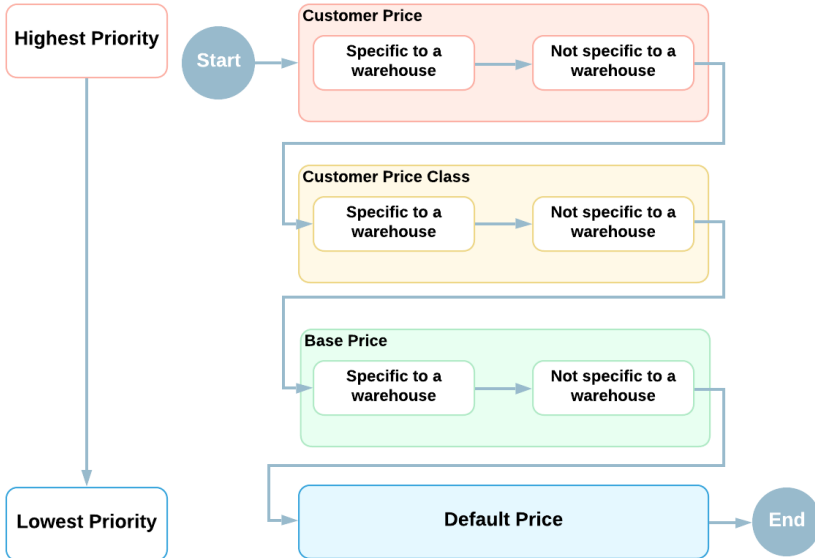 Highest Priority
Start
Customer Price
Specific to a
warehouse
Not specific to a
warehouse
Customer Price Class
Specific to a
warehouse
Not specific to a
warehouse
Base Price
Specific to a
warehouse
Not specific to a
warehouse
Lowest Priority
Default Price
End